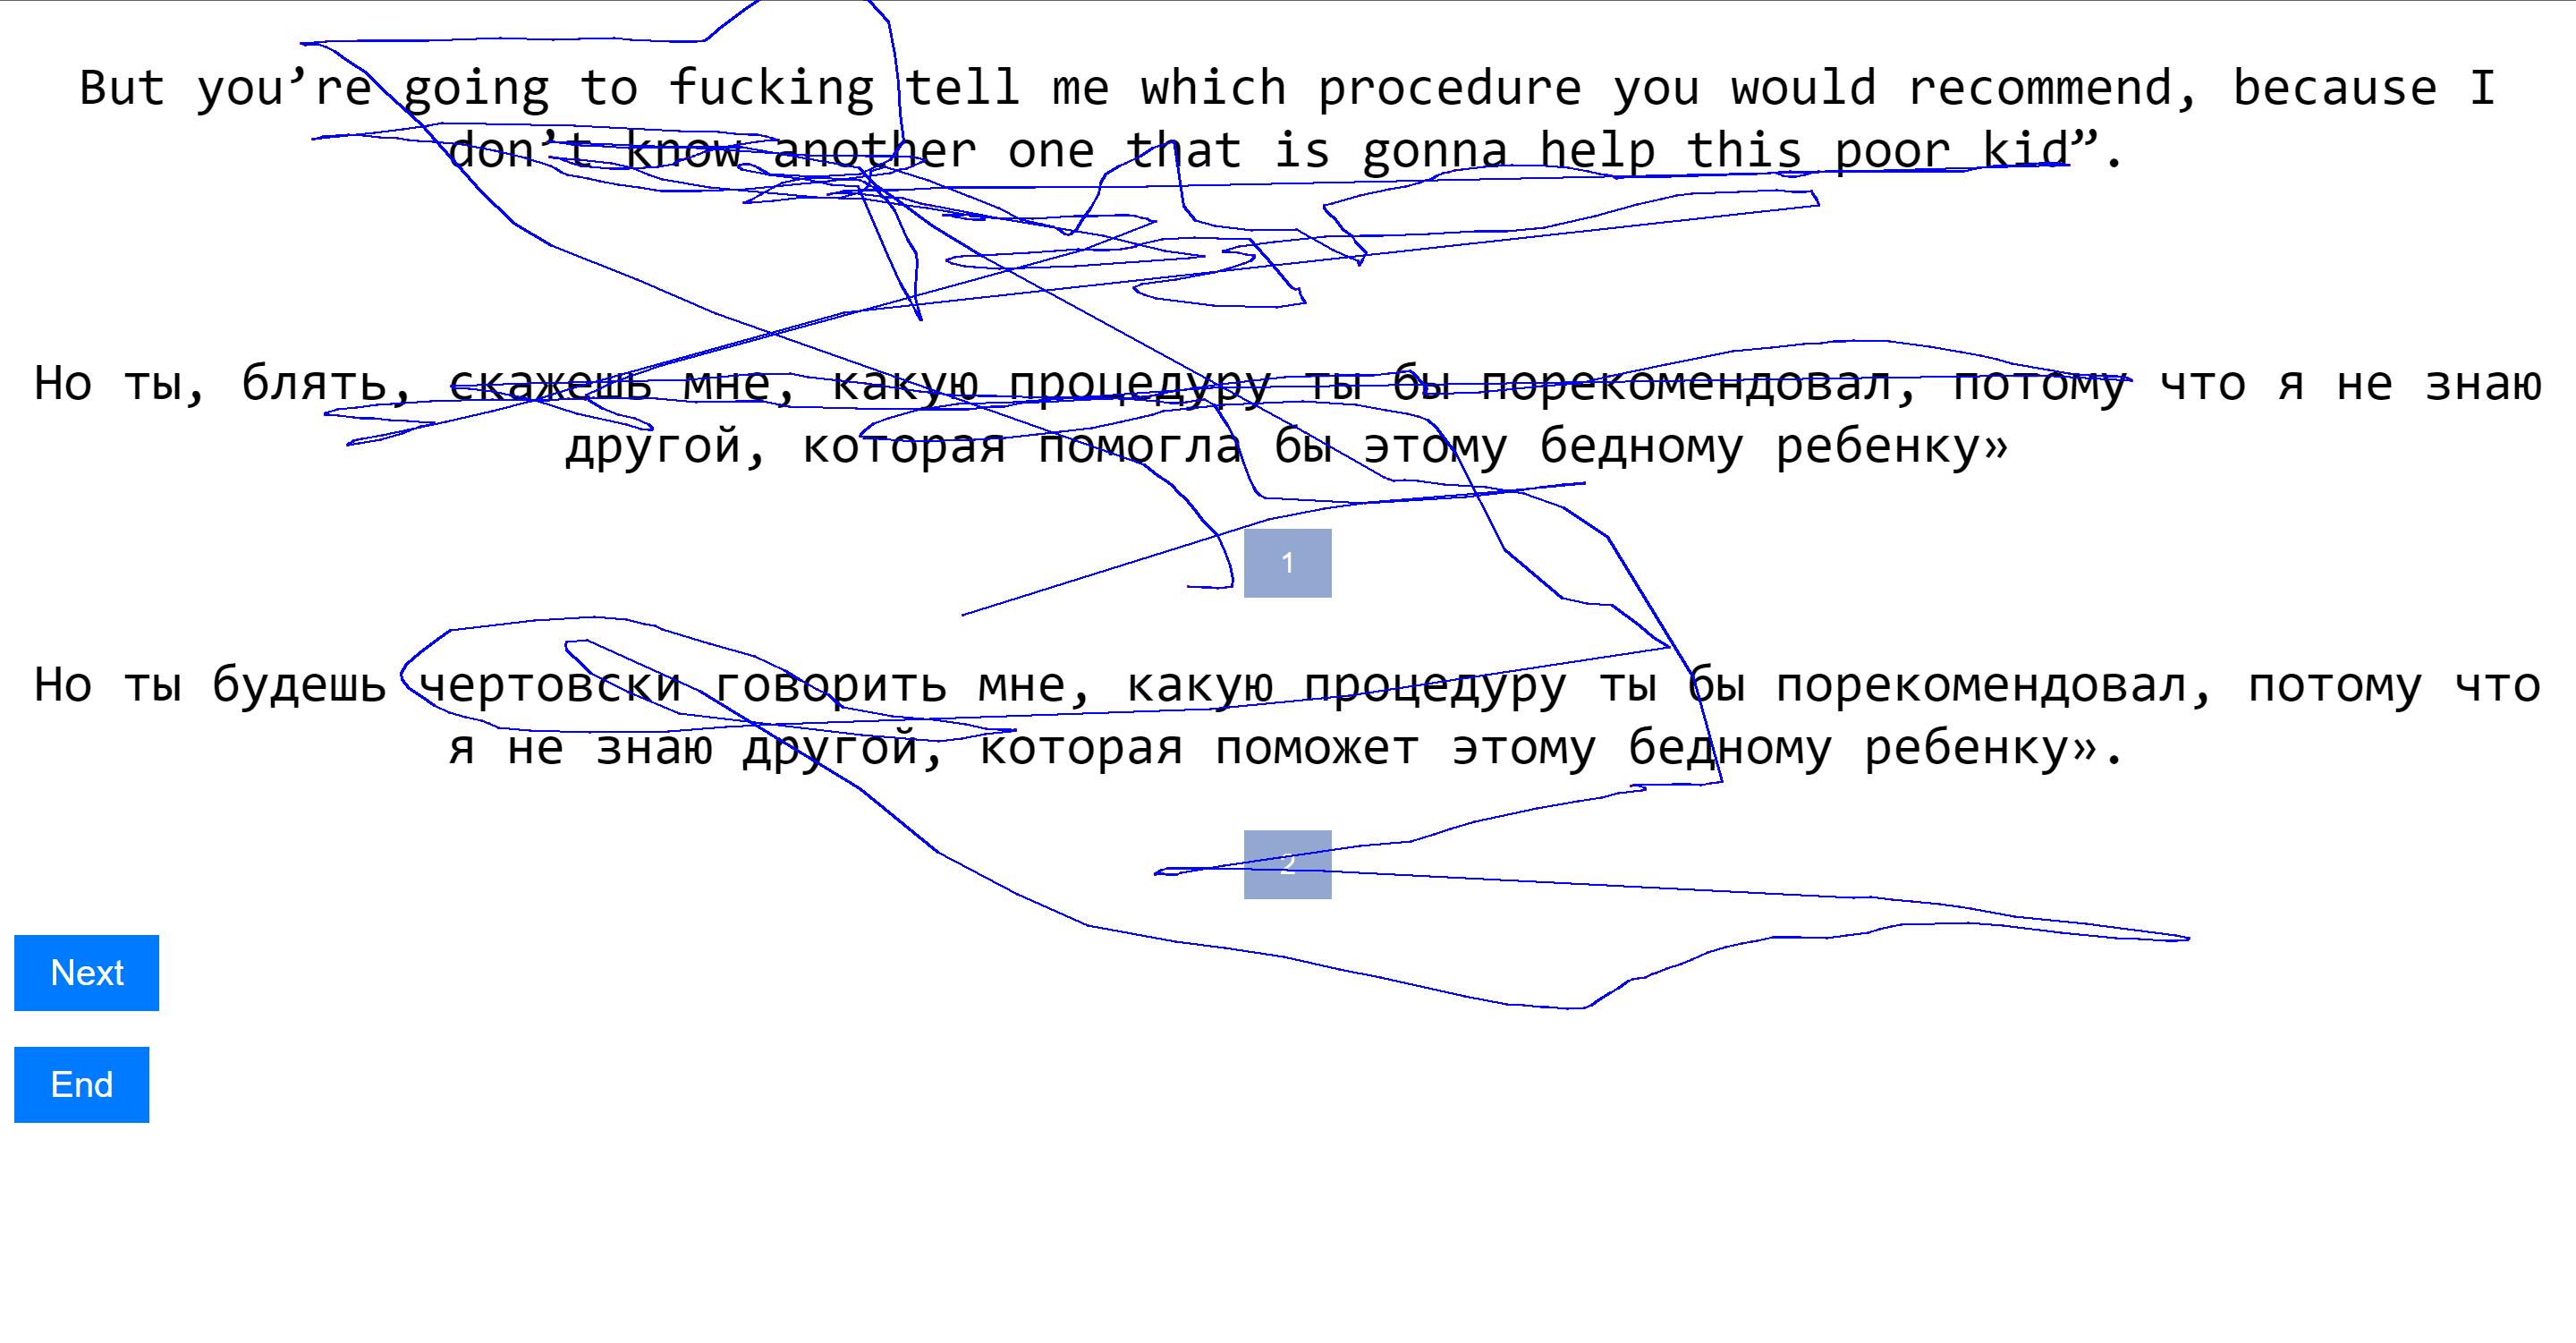 But you’re going to fucking tell me which procedure you would recommend, because I
don’t know another one that is gonna help this poor kid”.
Но ты, блять, скажешь мне, какую процедуру ты бы порекомендовал, потому что я не знаю
другой, которая помогла бы этому бедному ребенку»
1
Но ты будешь чертовски говорить мне, какую процедуру ты бы порекомендовал, потому что
я не знаю другой, которая поможет этому бедному ребенку».
2
Next
End